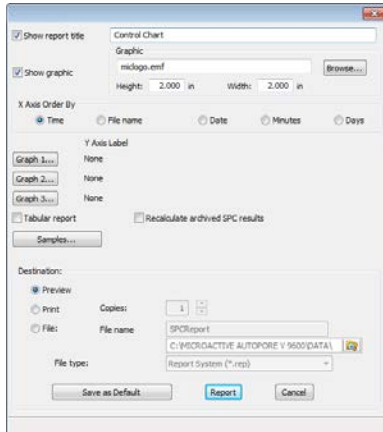 Show report title Control Chart
Graphic
Show graphic miclogo.emf Browse...
Height: 2.000 in Width: 2.000 in
X Axis Order By
Time File name Date Minutes Days
Y Axis Label
Graph 1... None
Graph 2... None
Graph 3... None
Tabular report Recalculate archived SPC results
Samples...
Destination:
Preview
Print Copies: 1
File: File name SPCReport
C:\MICROACTIVE AUTOPORE V 9600\DATA\
File type: Report System (*.rep)
Save as Default Report Cancel